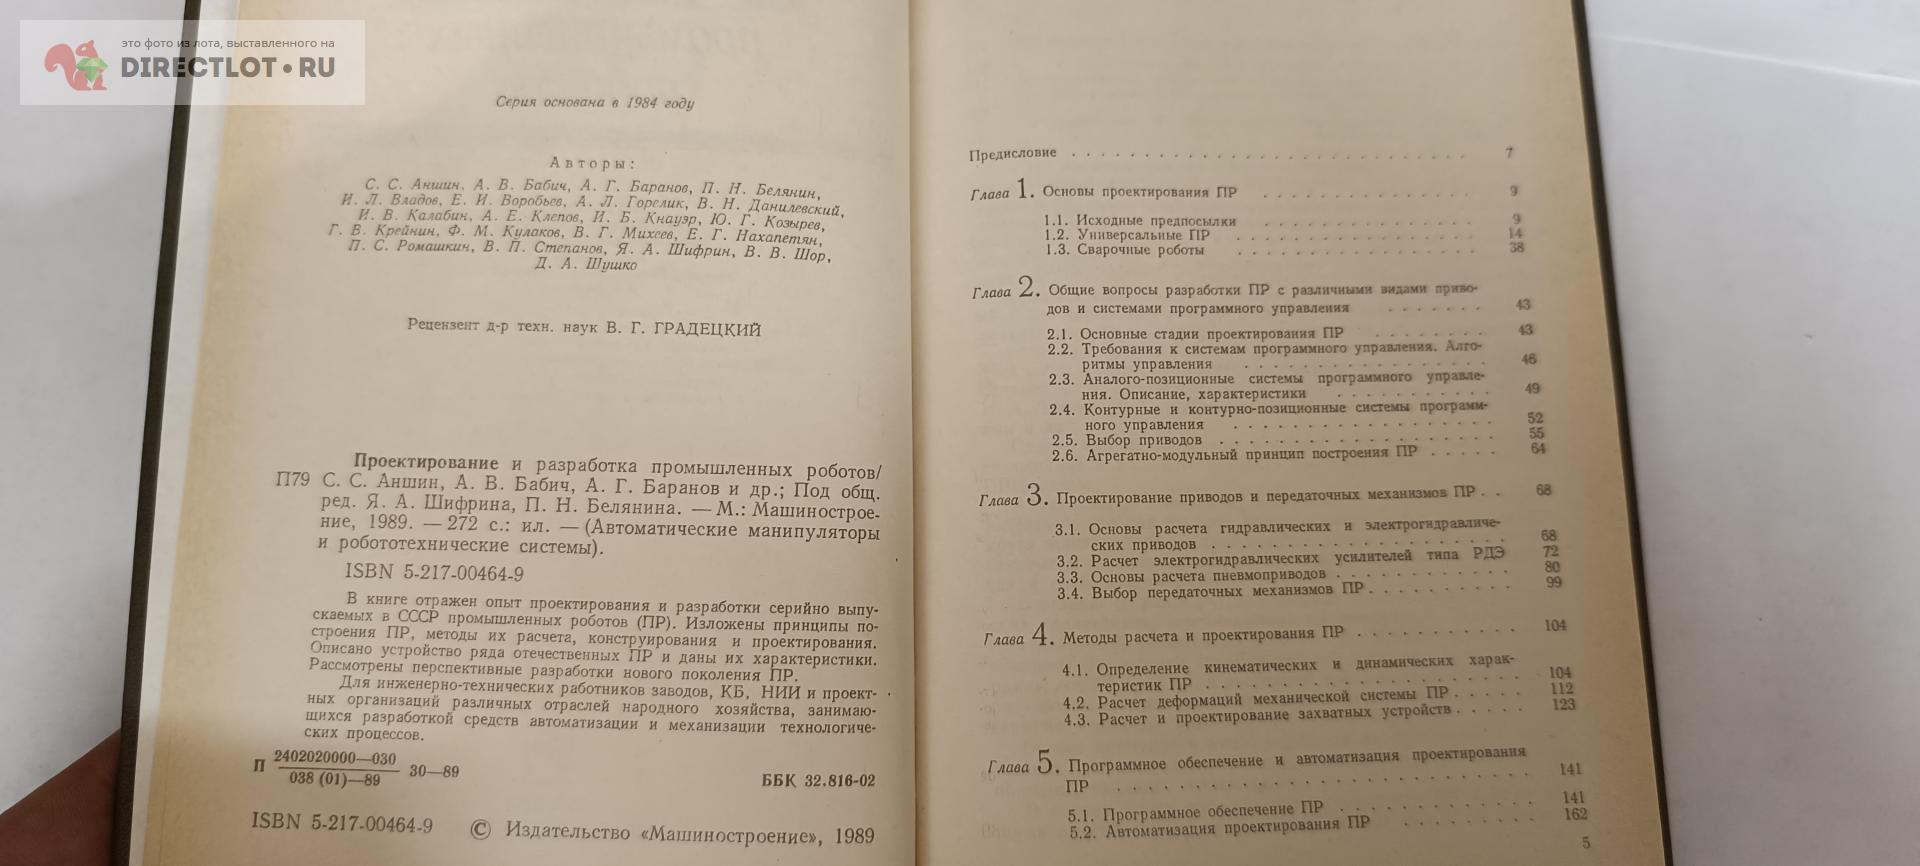 это фото из лота, выставленного на
DIRECTLOT.RU
Серия основана в 1984 году
Авторы:
С. С. Аншин, А. В. Бабич, А. Г. Баранов, П. Н. Белянин,
И. Л. Владов, Е. И. Воробьев, А. Л. Горелик, В. Н. Данилевский,
И. В. Калабин, А. Е. Клепов, И. Б. Кнауэр, Ю. Г. Козырев,
Г. В. Крейнин, Ф. М. Кулаков, В. Г. Михеев, Е. Г. Нахапетян,
П. С. Ромашкин, В. П. Степанов, Я. А. Шифрин, В. В. Шор,
Д. А. Шушко
Рецензент д-р техн. наук В. Г. ГРАДЕЦКИЙ
Проектирование и разработка промышленных роботов/
П79 С. С. Аншин, А. В. Бабич, А. Г. Баранов и др.; Под общ.
ред. Я. А. Шифрина, П. Н. Белянина. — М.: Машинострое-
ние, 1989. — 272 с.: ил. — (Автоматические манипуляторы
и робототехнические системы).
ISBN 5-217-00464-9
В книге отражен опыт проектирования и разработки серийно выпу-
скаемых в СССР промышленных роботов (ПР). Изложены принципы по-
строения ПР, методы их расчета, конструирования и проектирования.
Описано устройство ряда отечественных ПР и даны их характеристики.
Рассмотрены перспективные разработки нового поколения ПР.
Для инженерно-технических работников заводов, КБ, НИИ и проект-
ных организаций различных отраслей народного хозяйства, занимаю-
щихся разработкой средств автоматизации и механизации технологиче-
ских процессов.
П 2402020000—030
038 (01)—89 30—89
ББК 32.816-02
ISBN 5-217-00464-9 © Издательство «Машиностроение», 1989
Предисловие . . . . . . . . . . 7
Глава 1. Основы проектирования ПР . . . . . . . . . . 9
1.1. Исходные предпосылки . . . . . . . . . . 9
1.2. Универсальные ПР . . . . . . . . . . 14
1.3. Сварочные роботы . . . . . . . . . . 38
Глава 2. Общие вопросы разработки ПР с различными видами приво-
дов и системами программного управления . . . . . . 43
2.1. Основные стадии проектирования ПР . . . . . . 43
2.2. Требования к системам программного управления. Алго-
ритмы управления . . . . . . . . . . 46
2.3. Аналого-позиционные системы программного управле-
ния. Описание, характеристики . . . . . . . . . . 49
2.4. Контурные и контурно-позиционные системы программ-
ного управления . . . . . . . . . . 52
2.5. Выбор приводов . . . . . . . . . . 55
2.6. Агрегатно-модульный принцип построения ПР . . . . . 64
Глава 3. Проектирование приводов и передаточных механизмов ПР . . 68
3.1. Основы расчета гидравлических и электрогидравличе-
ских приводов . . . . . . . . . . 68
3.2. Расчет электрогидравлических усилителей типа РДЭ 72
3.3. Основы расчета пневмоприводов . . . . . . . . . . 80
3.4. Выбор передаточных механизмов ПР . . . . . . . . . . 99
Глава 4. Методы расчета и проектирования ПР . . . . . . . . . . 104
4.1. Определение кинематических и динамических харак-
теристик ПР . . . . . . . . . . 104
4.2. Расчет деформаций механической системы ПР . . . . . 112
4.3. Расчет и проектирование захватных устройств . . . . . 123
Глава 5. Программное обеспечение и автоматизация проектирования
ПР . . . . . . . . . . 141
5.1. Программное обеспечение ПР . . . . . . . . . . 141
5.2. Автоматизация проектирования ПР . . . . . . . 162
5